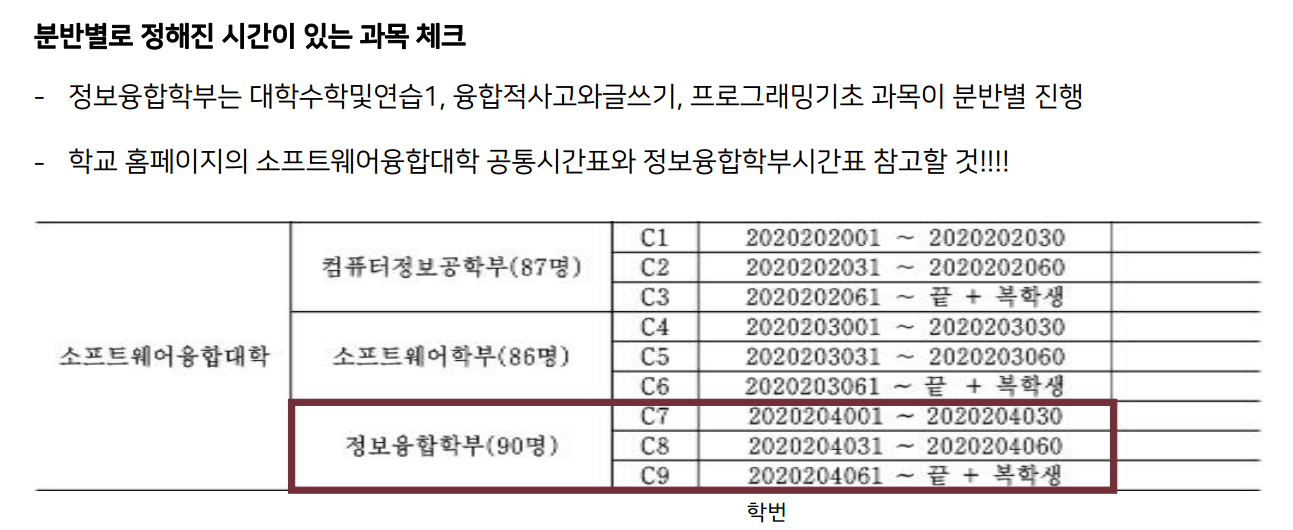 분반별로 정해진 시간이 있는 과목 체크
- 정보융합학부는 대학수학및연습1, 융합적사고와글쓰기, 프로그래밍기초 과목이 분반별 진행
- 학교 홈페이지의 소프트웨어융합대학 공통시간표와 정보융합학부시간표 참고할 것!!!!
소프트웨어융합대학
컴퓨터정보공학부(87명)
C1 2020202001 ~ 2020202030
C2 2020202031 ~ 2020202060
C3 2020202061 ~ 끝 + 복학생
소프트웨어학부(86명)
C4 2020203001 ~ 2020203030
C5 2020203031 ~ 2020203060
C6 2020203061 ~ 끝 + 복학생
정보융합학부(90명)
C7 2020204001 ~ 2020204030
C8 2020204031 ~ 2020204060
C9 2020204061 ~ 끝 + 복학생
학번